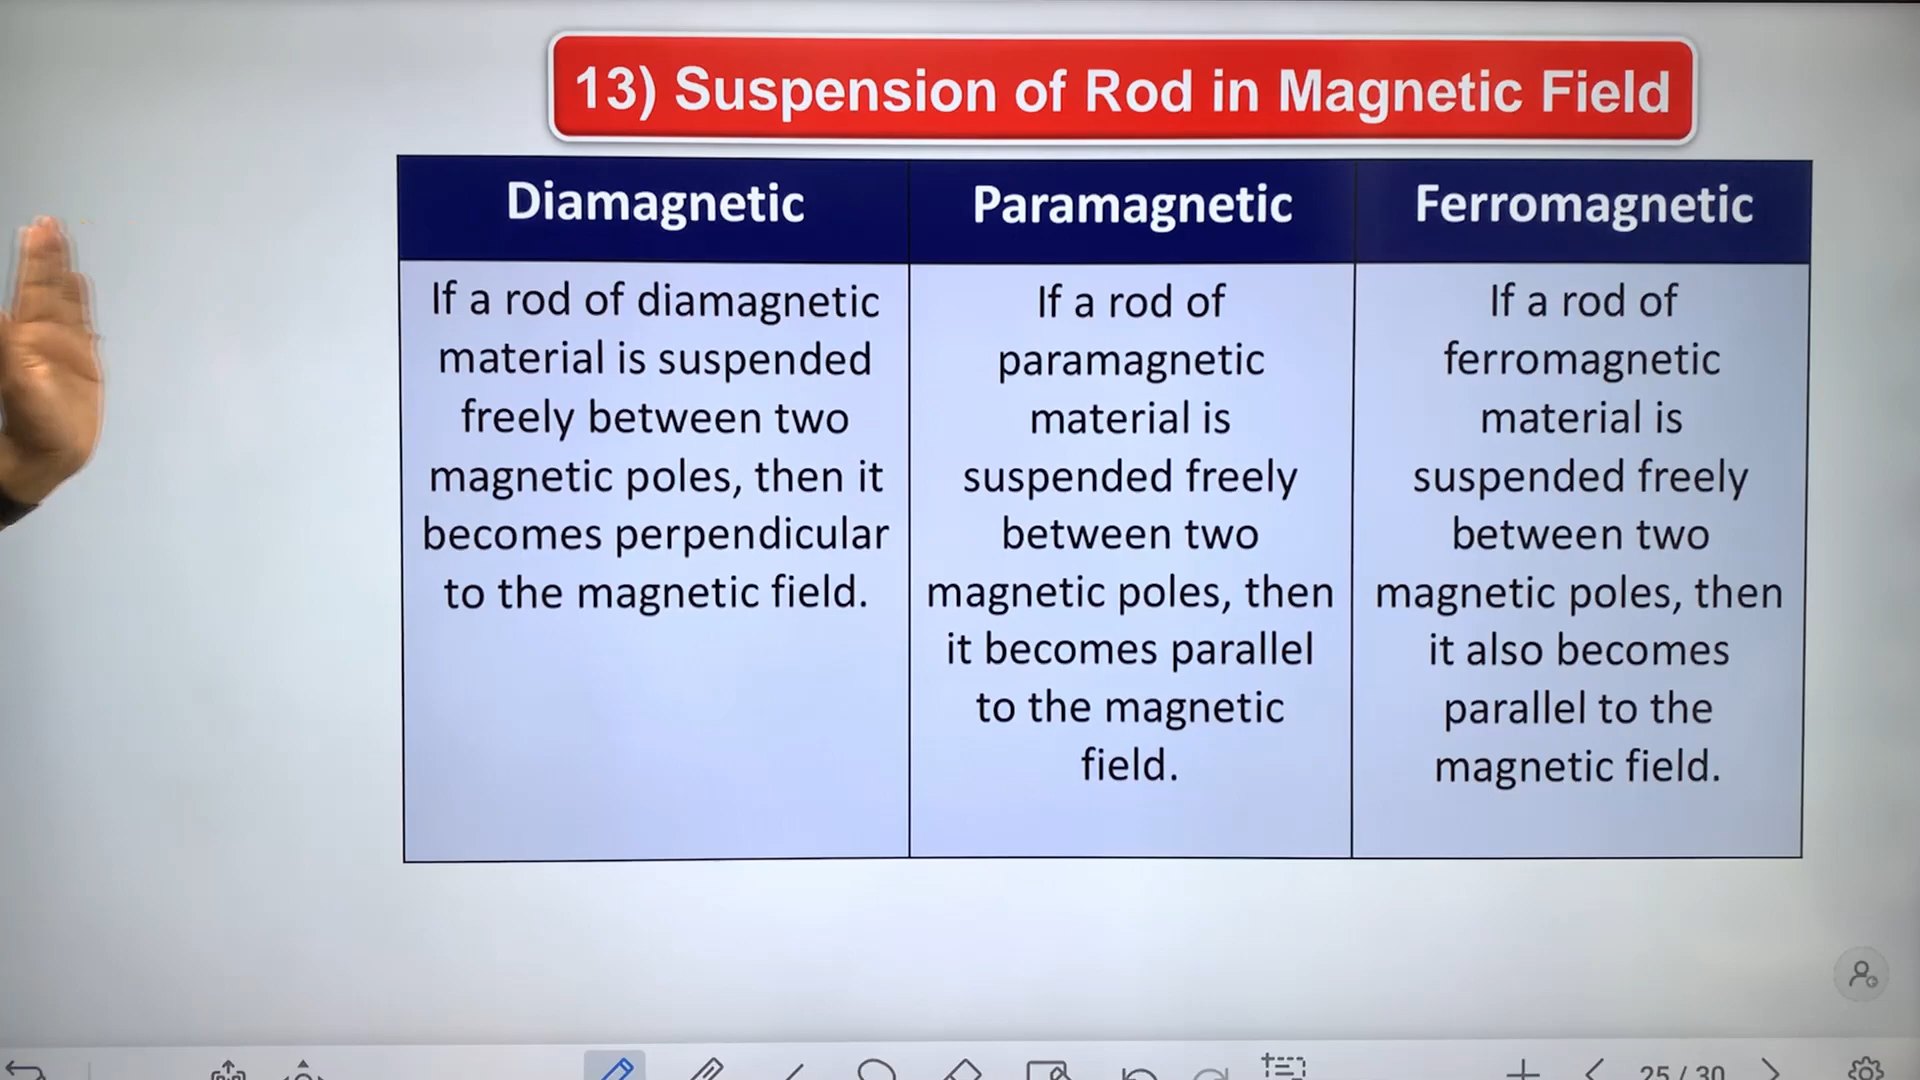 13) Suspension of Rod in Magnetic Field
Diamagnetic
If a rod of diamagnetic
material is suspended
freely between two
magnetic poles, then it
becomes perpendicular
to the magnetic field.
Paramagnetic
If a rod of
paramagnetic
material is
suspended freely
between two
magnetic poles, then
it becomes parallel
to the magnetic
field.
Ferromagnetic
If a rod of
ferromagnetic
material is
suspended freely
between two
magnetic poles, then
it also becomes
parallel to the
magnetic field.
25 / 30